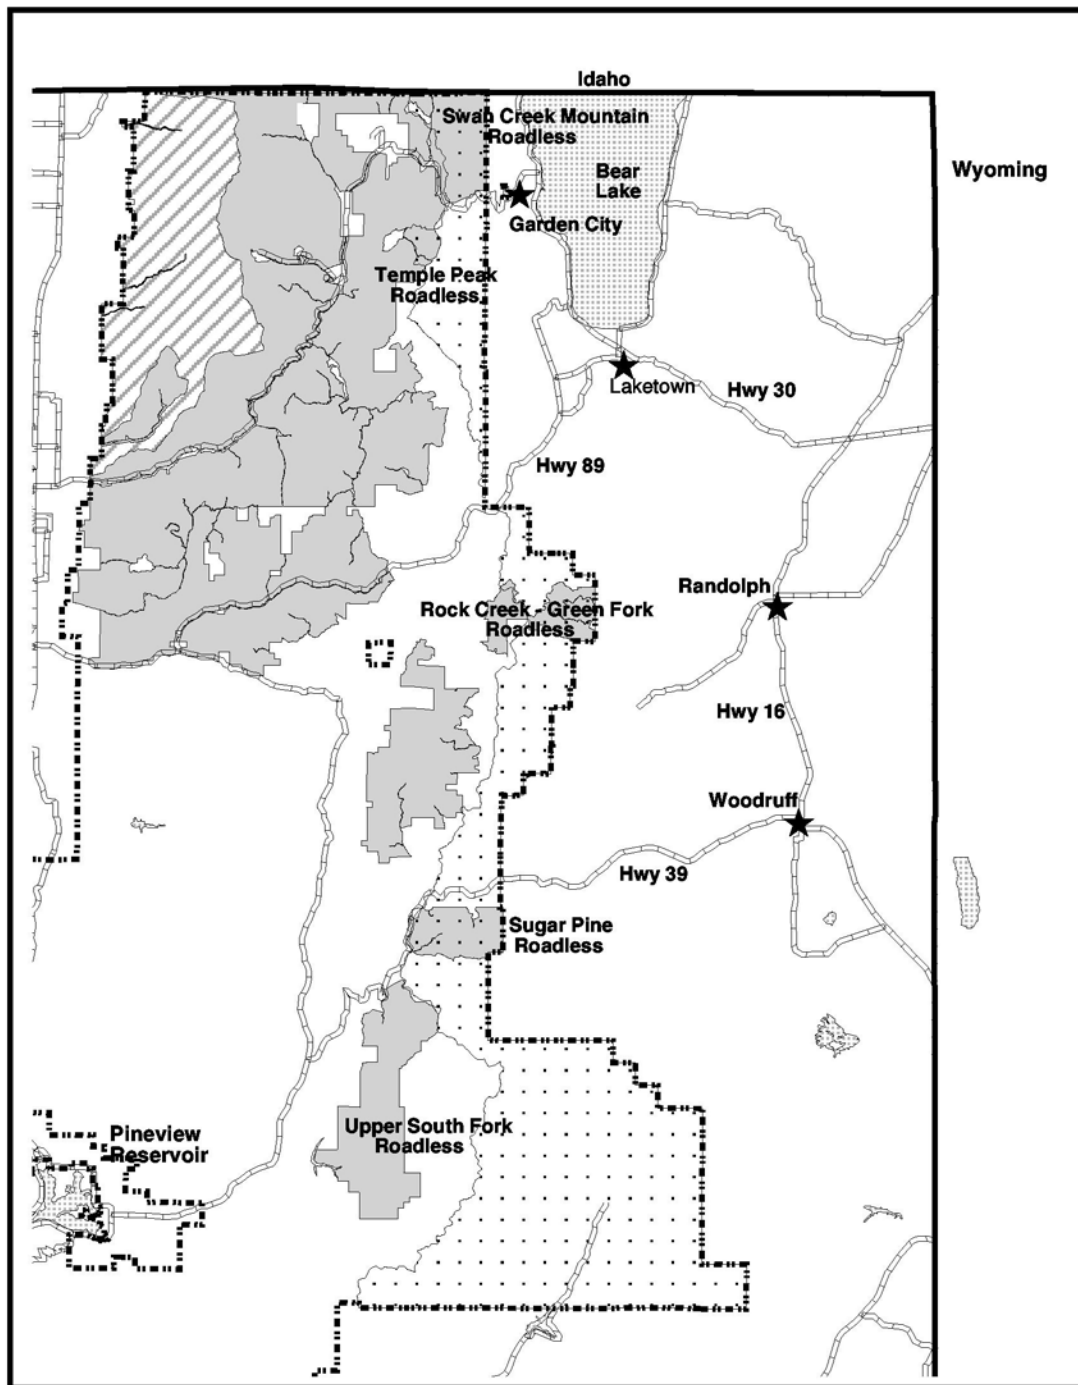 Idaho
Swan Creek Mountain
Roadless
Wyoming
Bear
Lake
Garden City
Temple Peak
Roadless
Laketown
Hwy 30
Hwy 89
Randolph
Rock Creek - Green Fork
Roadless
Hwy 16
Woodruff
Hwy 39
Sugar Pine
Roadless
Upper South Fork
Roadless
Pineview
Reservoir